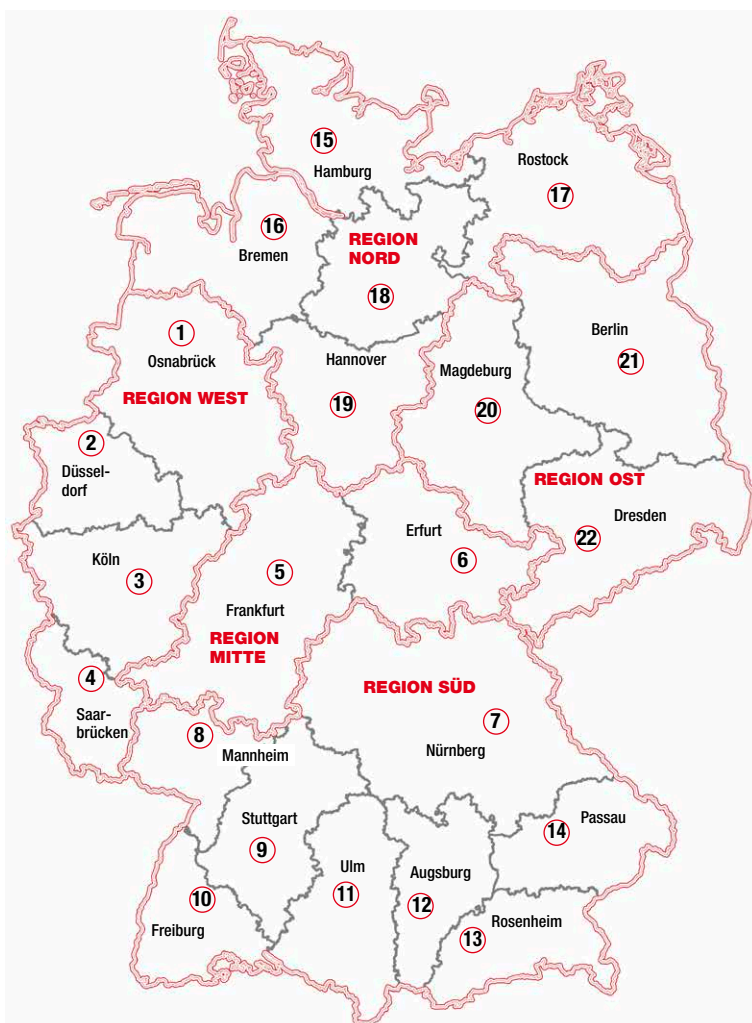 15
Hamburg
Rostock
17
16
Bremen
REGION
NORD
18
1
Osnabrück
REGION WEST
Hannover
19
Magdeburg
20
Berlin
21
2
Düssel-
dorf
REGION OST
Dresden
22
Köln
3
5
Frankfurt
REGION
MITTE
Erfurt
6
4
Saar-
brücken
REGION SÜD
7
Nürnberg
8
Mannheim
Stuttgart
9
10
Freiburg
Ulm
11
Augsburg
12
Passau
14
Rosenheim
13